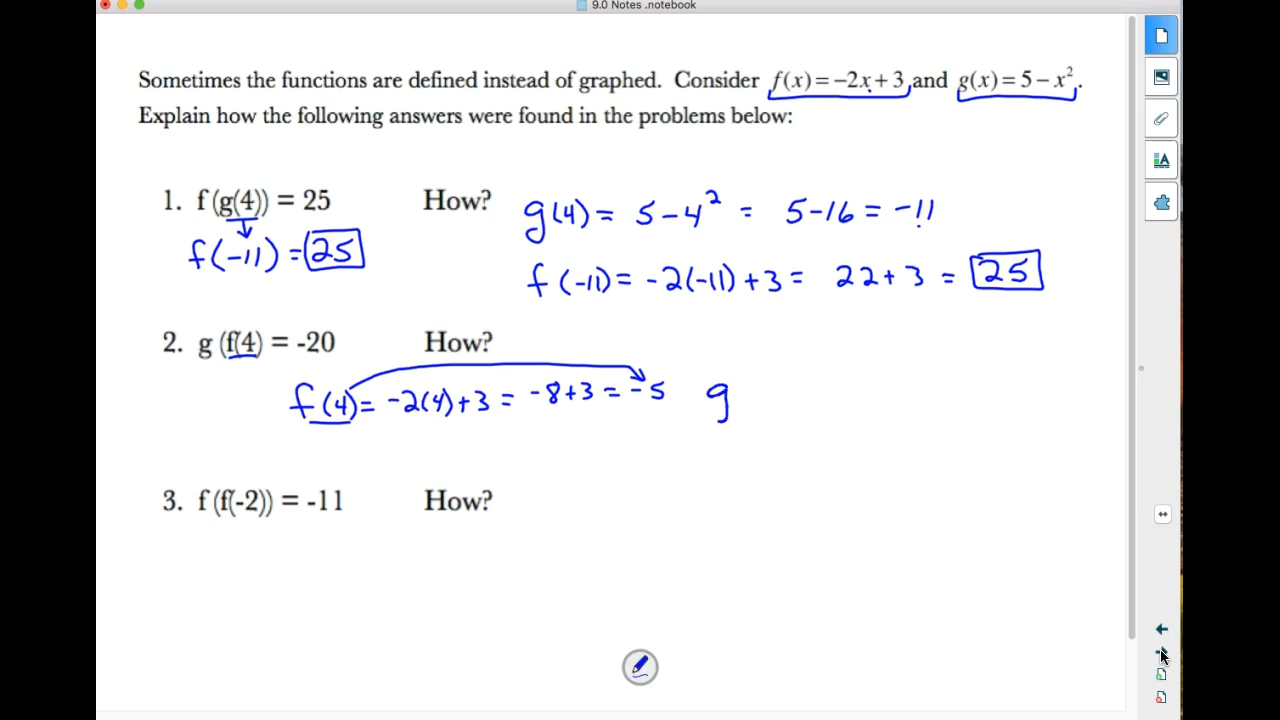 9.0 Notes .notebook
Sometimes the functions are defined instead of graphed. Consider f(x) = −2x + 3 and g(x) = 5 − x².
Explain how the following answers were found in the problems below:
1. f (g(4)) = 25 How? g(4) = 5 − 4² = 5 − 16 = −11
f(−11) = 25
f (−11) = −2(−11) + 3 = 22 + 3 = 25
2. g (f(4) = -20 How?
f(4) = −2(4) + 3 = −8 + 3 = −5 g
3. f (f(-2)) = -11 How?